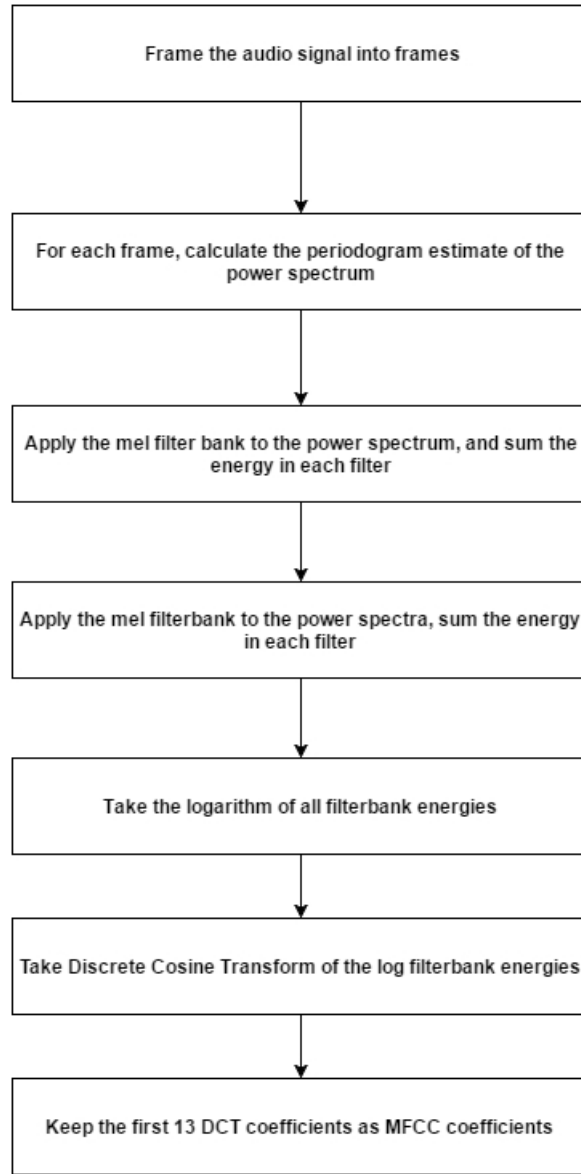 Frame the audio signal into frames
For each frame, calculate the periodogram estimate of the
power spectrum
Apply the mel filter bank to the power spectrum, and sum the
energy in each filter
Apply the mel filterbank to the power spectra, sum the energy
in each filter
Take the logarithm of all filterbank energies
Take Discrete Cosine Transform of the log filterbank energies
Keep the first 13 DCT coefficients as MFCC coefficients